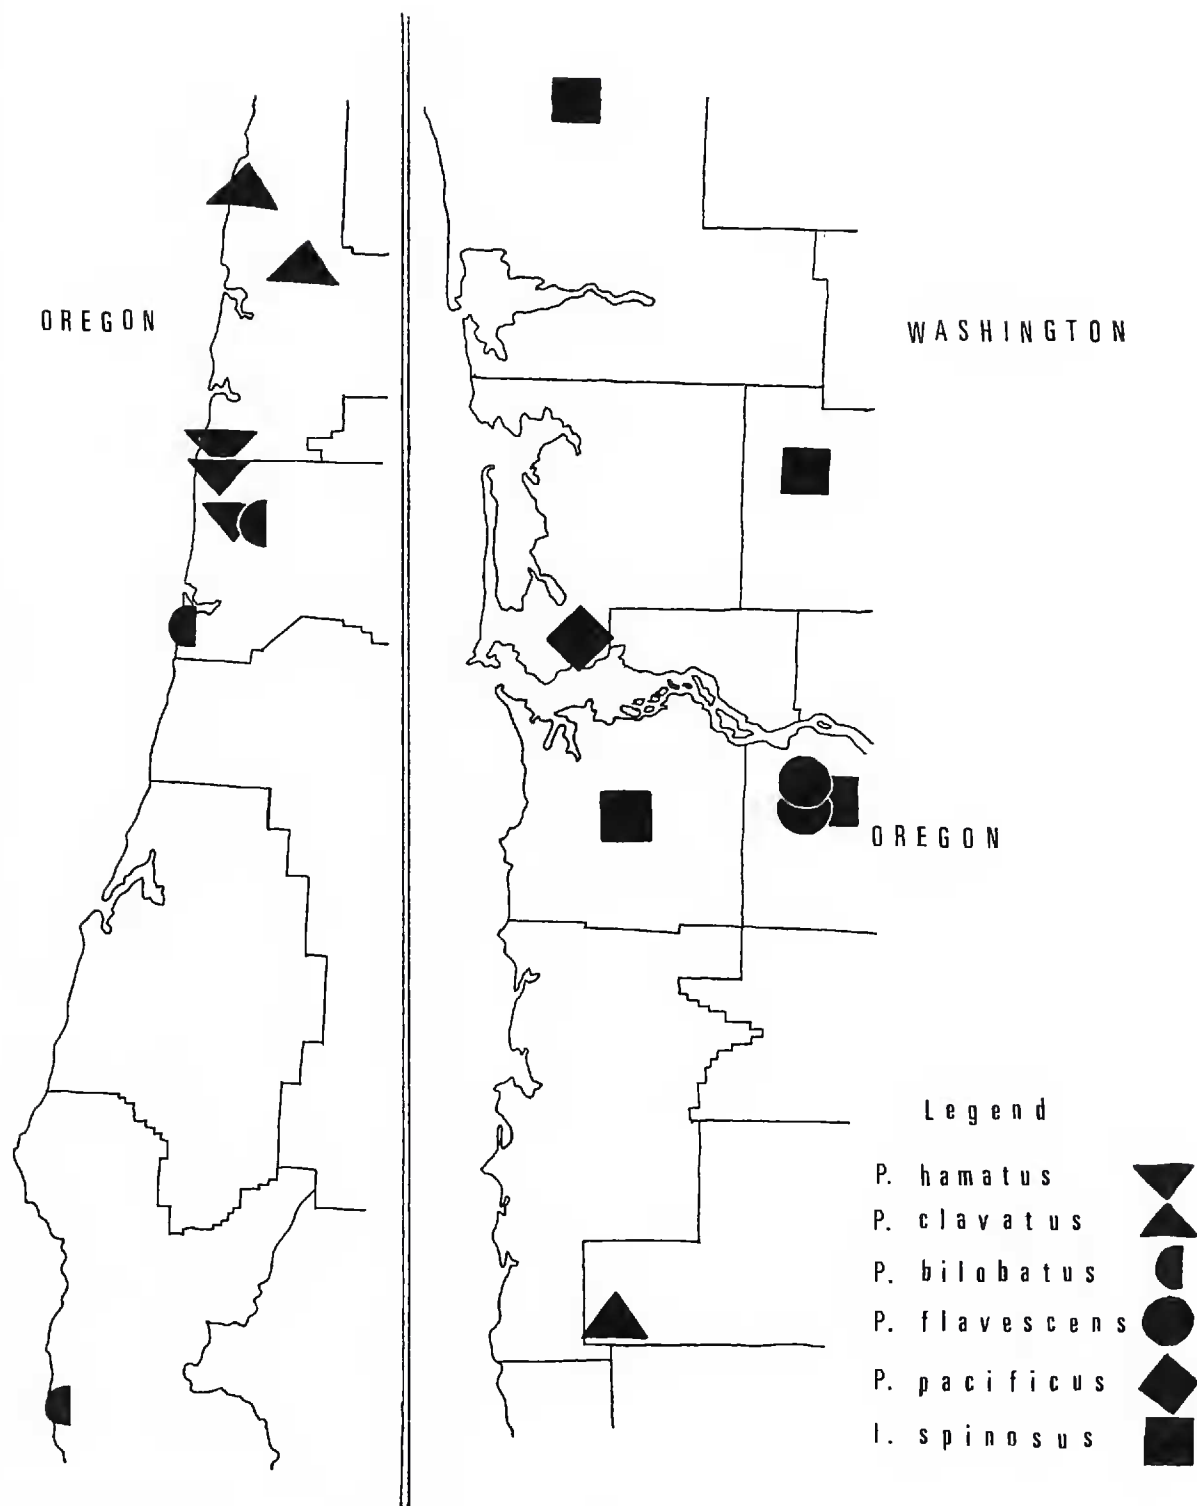 OREGON
WASHINGTON
OREGON
Legend
P. hamatus
P. clavatus
P. bilobatus
P. flavescens
P. pacificus
I. spinosus